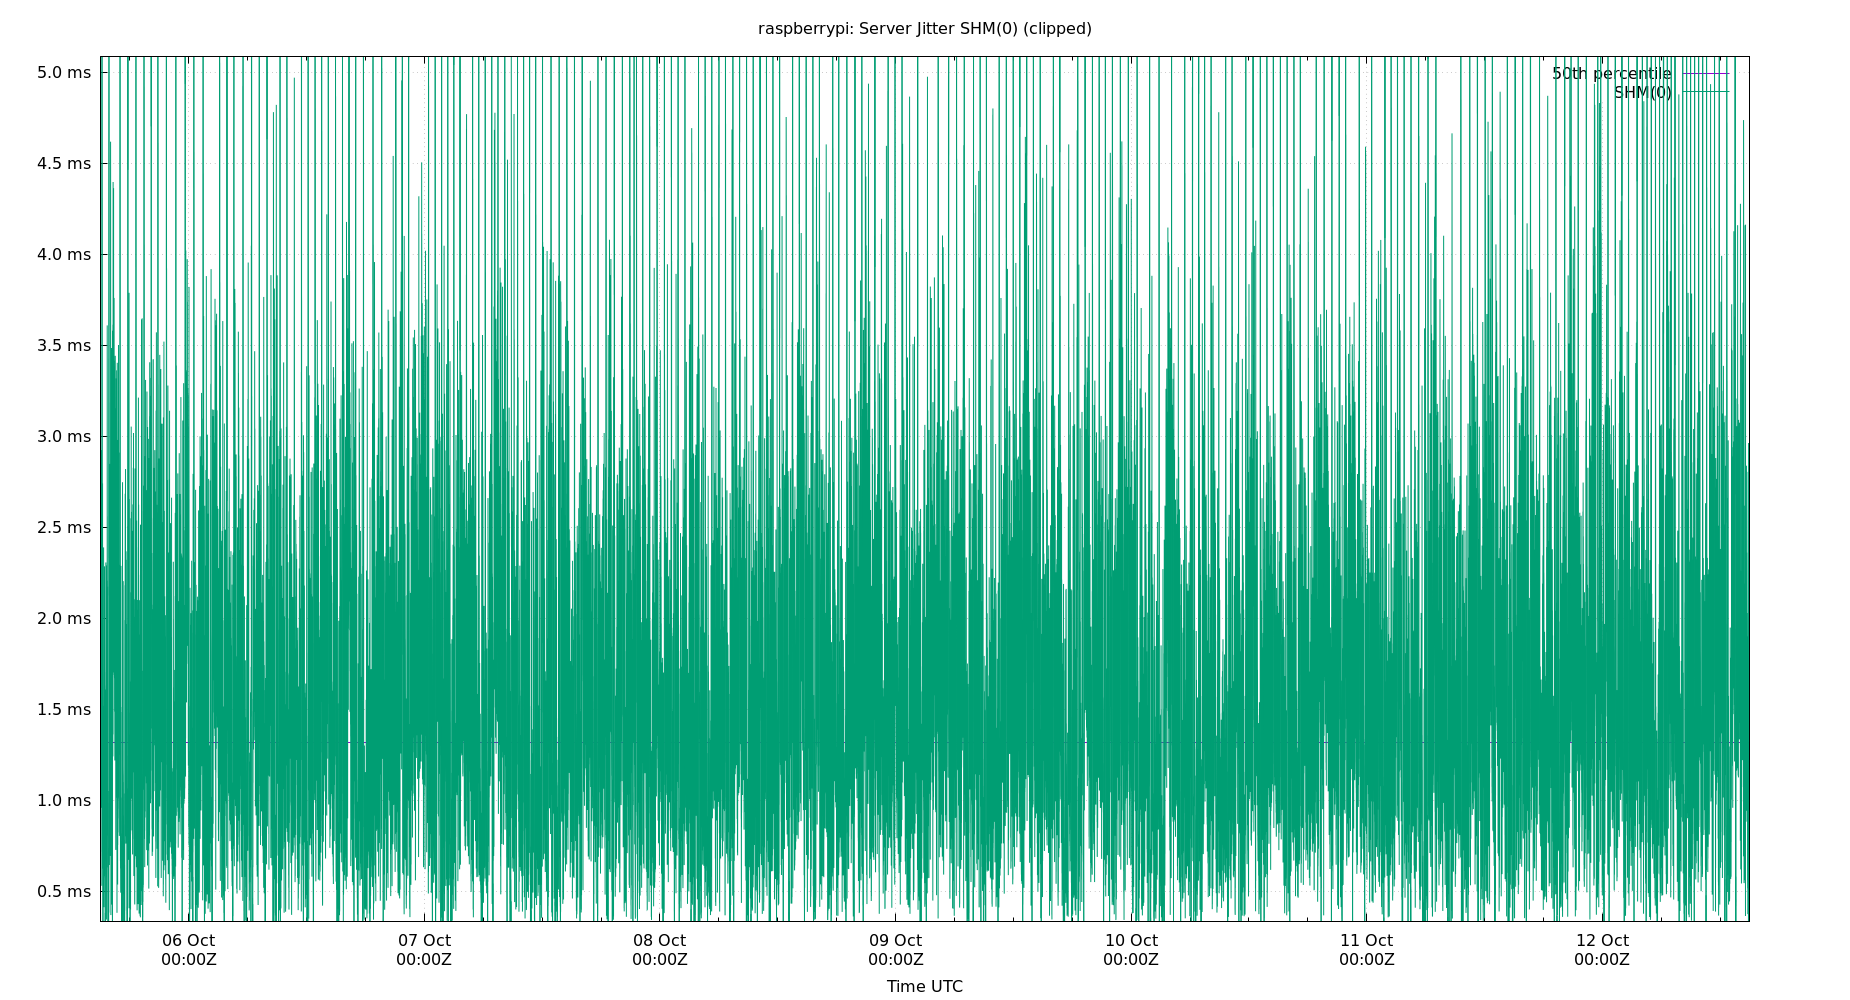 raspberrypi: Server Jitter SHM(0) (clipped)
5.0 ms
4.5 ms
4.0 ms
3.5 ms
3.0 ms
2.5 ms
2.0 ms
1.5 ms
1.0 ms
0.5 ms
50th percentile
SHM(0)
06 Oct
00:00Z
07 Oct
00:00Z
08 Oct
00:00Z
09 Oct
00:00Z
10 Oct
00:00Z
11 Oct
00:00Z
12 Oct
00:00Z
Time UTC